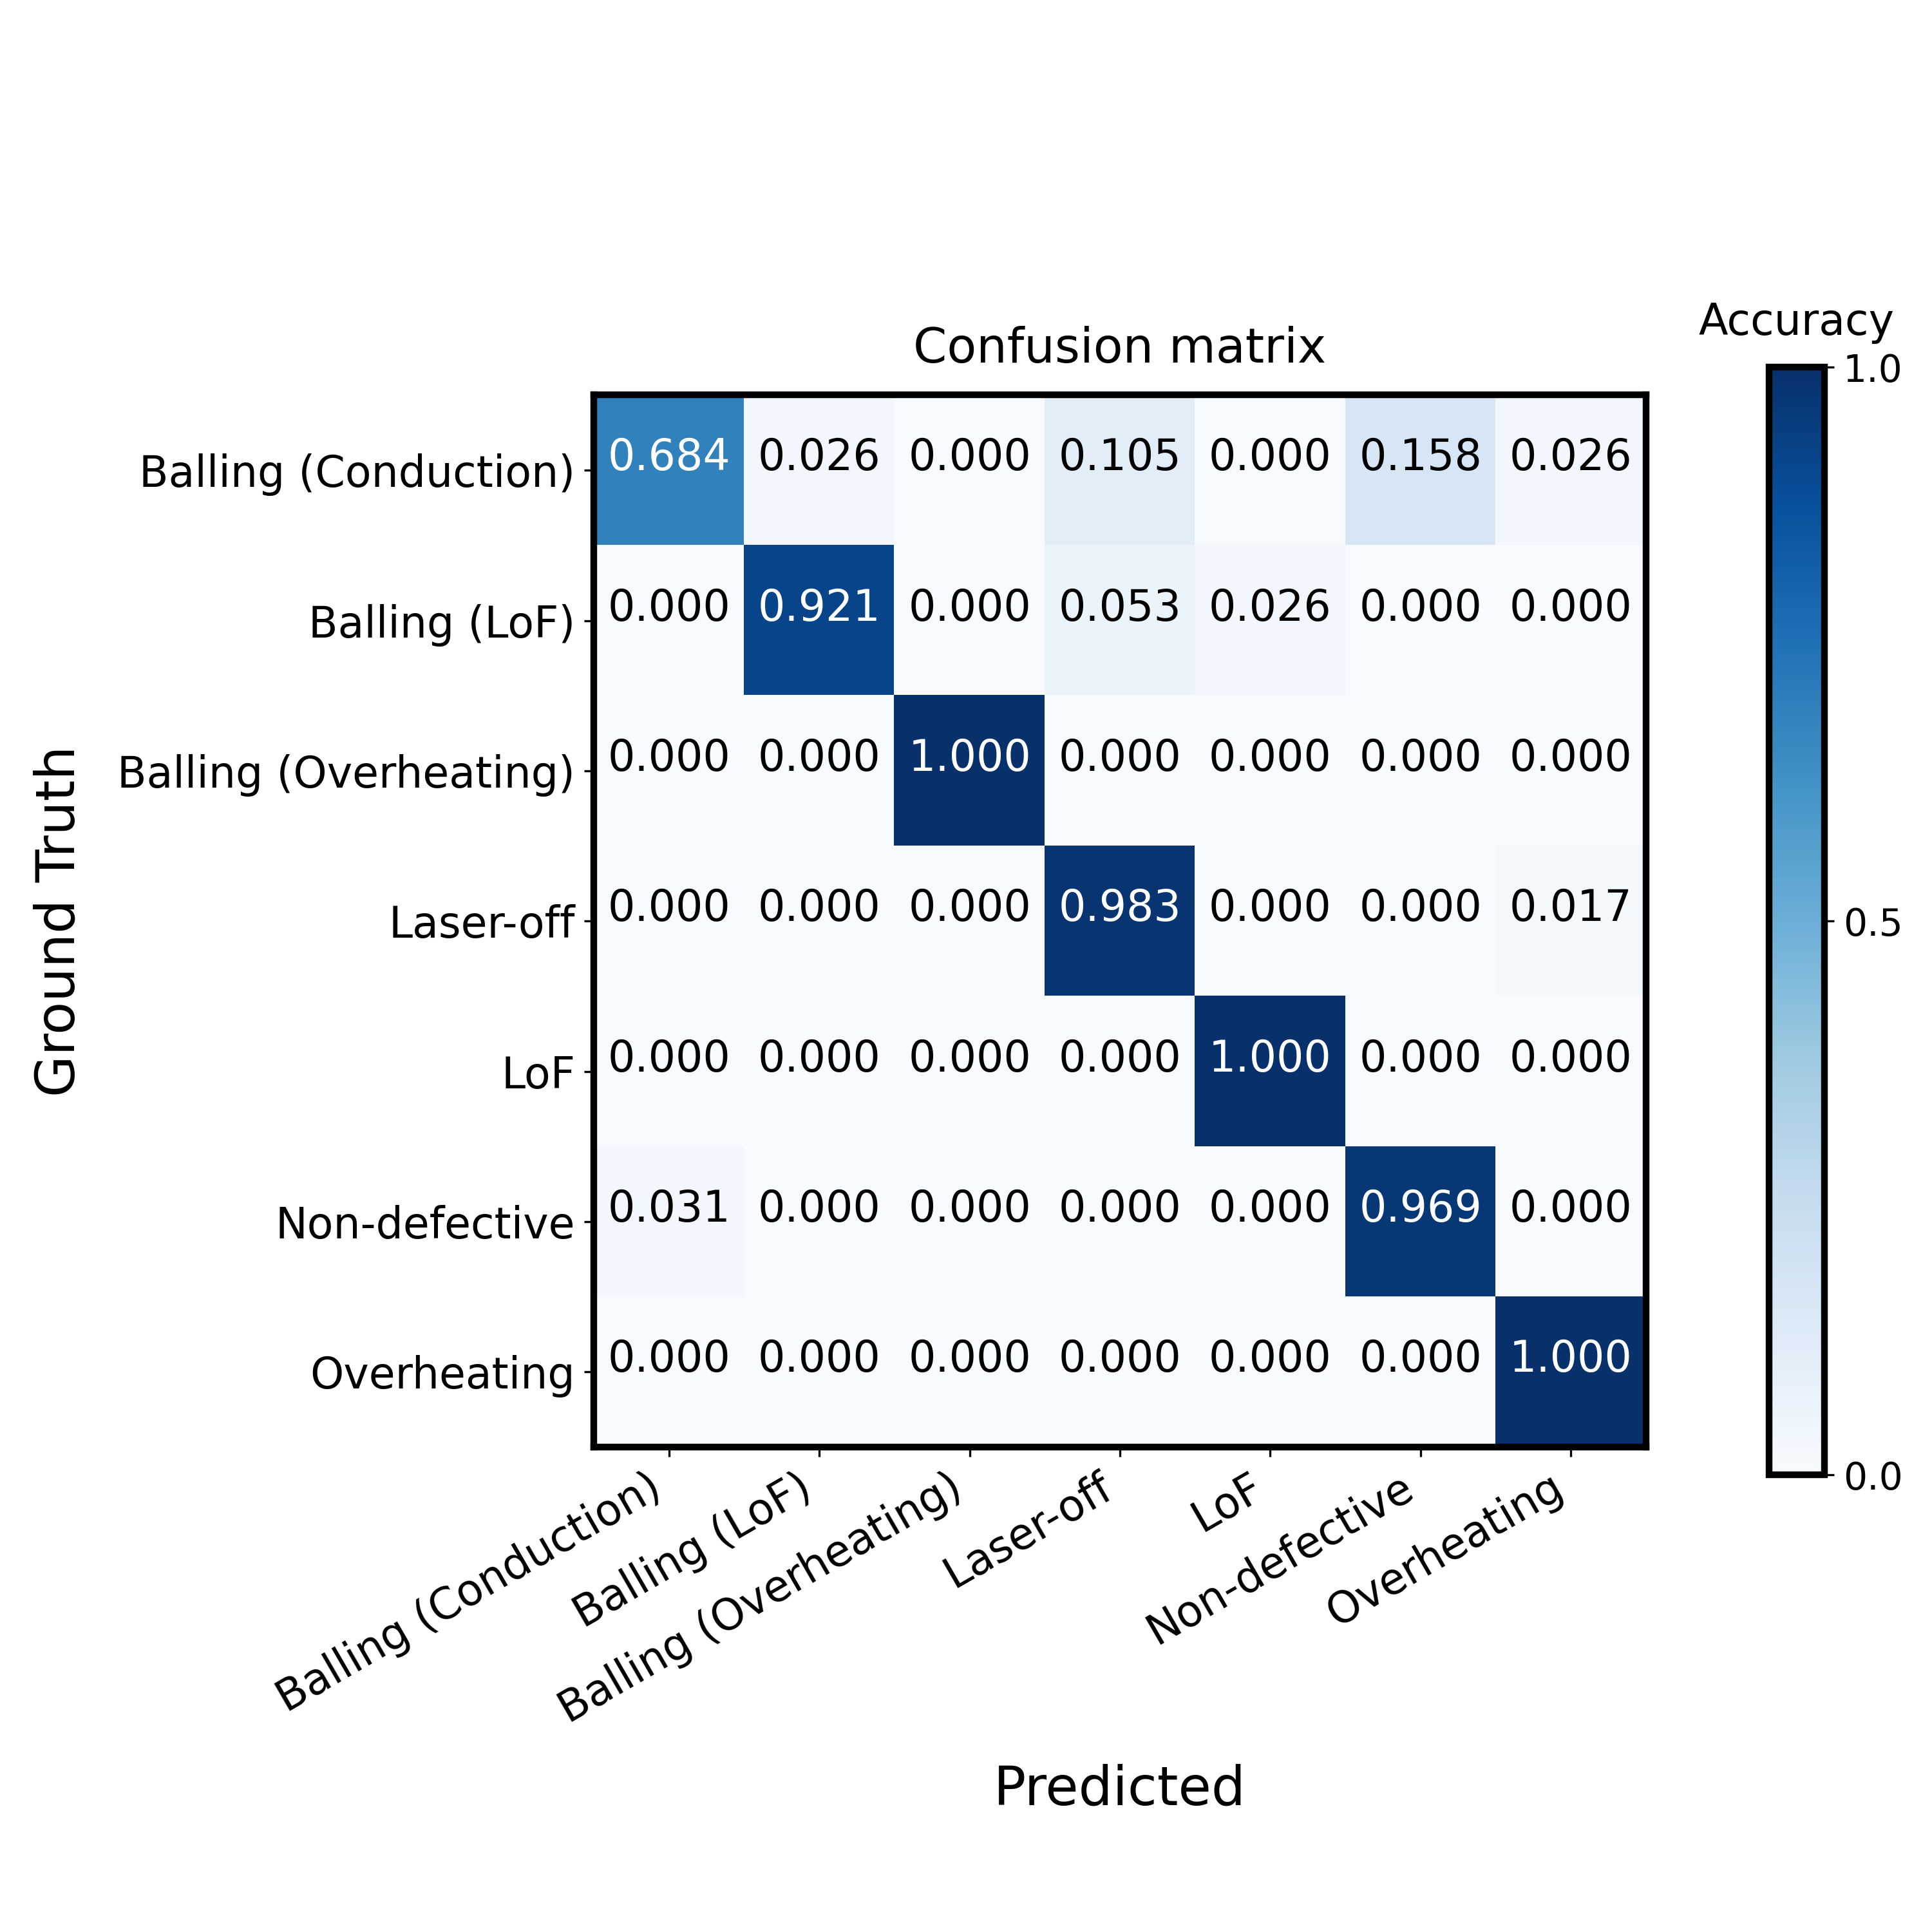 Accuracy
Confusion matrix
1.0
0.5
0.0
Ground Truth
Balling (Conduction) 0.684 0.026 0.000 0.105 0.000 0.158 0.026
Balling (LoF) 0.000 0.921 0.000 0.053 0.026 0.000 0.000
Balling (Overheating) 0.000 0.000 1.000 0.000 0.000 0.000 0.000
Laser-off 0.000 0.000 0.000 0.983 0.000 0.000 0.017
LoF 0.000 0.000 0.000 0.000 1.000 0.000 0.000
Non-defective 0.031 0.000 0.000 0.000 0.000 0.969 0.000
Overheating 0.000 0.000 0.000 0.000 0.000 0.000 1.000
Balling (Conduction)
Balling (LoF)
Balling (Overheating)
Laser-off
LoF
Non-defective
Overheating
Predicted